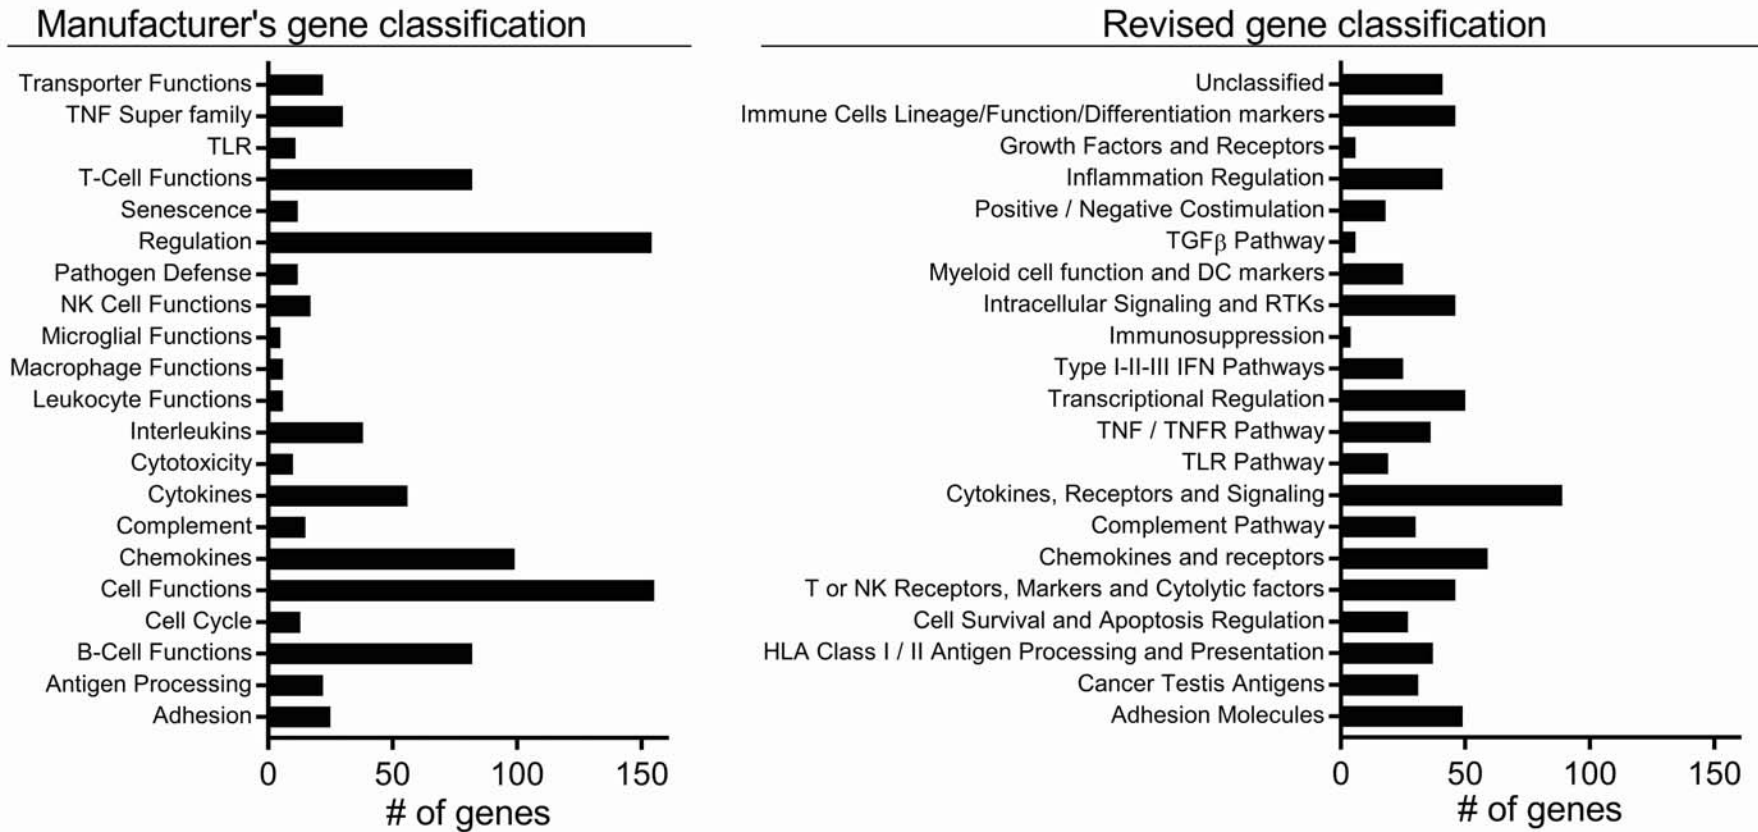 Manufacturer's gene classification
Transporter Functions
TNF Super family
TLR
T-Cell Functions
Senescence
Regulation
Pathogen Defense
NK Cell Functions
Microglial Functions
Macrophage Functions
Leukocyte Functions
Interleukins
Cytotoxicity
Cytokines
Complement
Chemokines
Cell Functions
Cell Cycle
B-Cell Functions
Antigen Processing
Adhesion
0 50 100 150
# of genes
Revised gene classification
Unclassified
Immune Cells Lineage/Function/Differentiation markers
Growth Factors and Receptors
Inflammation Regulation
Positive / Negative Costimulation
TGFβ Pathway
Myeloid cell function and DC markers
Intracellular Signaling and RTKs
Immunosuppression
Type I-II-III IFN Pathways
Transcriptional Regulation
TNF / TNFR Pathway
TLR Pathway
Cytokines, Receptors and Signaling
Complement Pathway
Chemokines and receptors
T or NK Receptors, Markers and Cytolytic factors
Cell Survival and Apoptosis Regulation
HLA Class I / II Antigen Processing and Presentation
Cancer Testis Antigens
Adhesion Molecules
0 50 100 150
# of genes